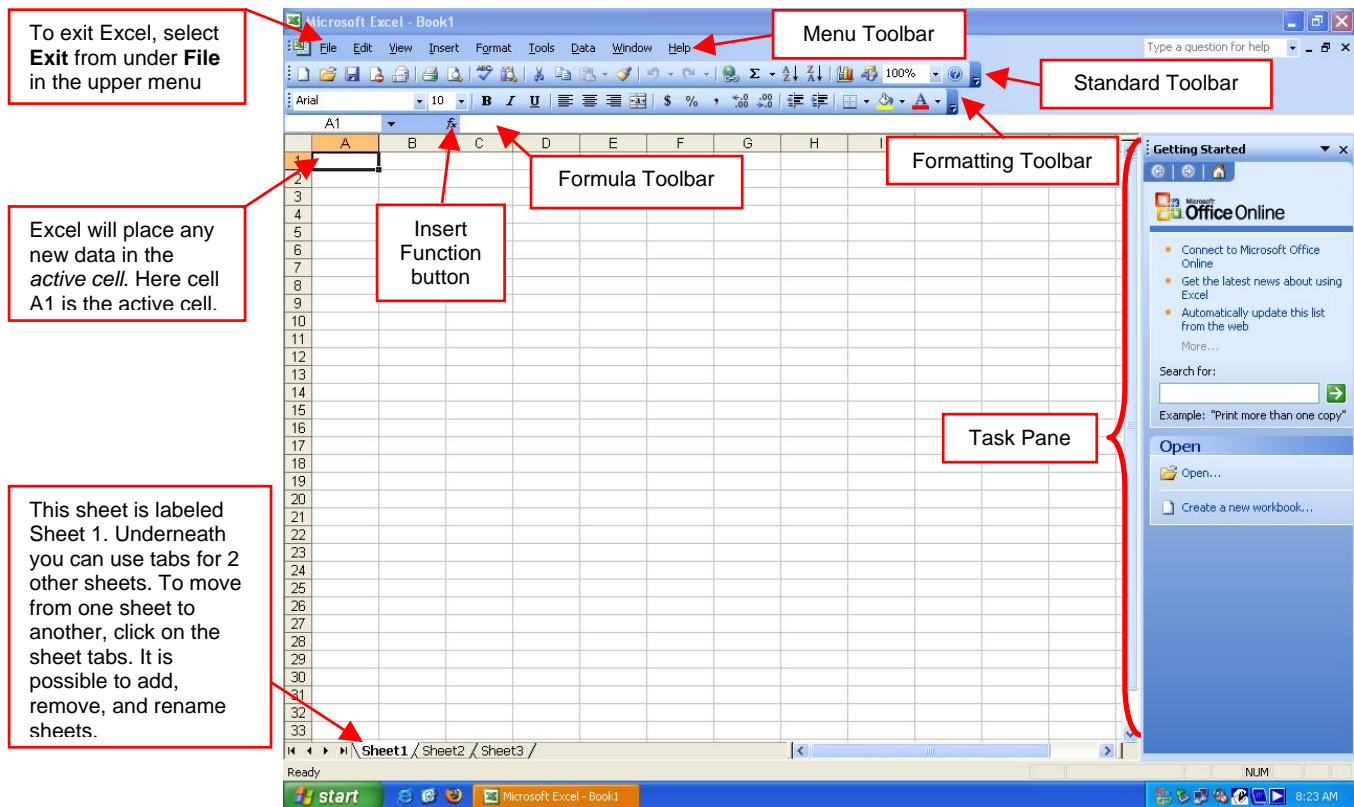 To exit Excel, select
Exit from under File
in the upper menu
Microsoft Excel - Book1
Menu Toolbar
File Edit View Insert Format Tools Data Window Help
Type a question for help
100%
Standard Toolbar
Arial 10 B I U $ % ,
A1 fx
Formatting Toolbar
Formula Toolbar
Insert
Function
button
A B C D E F G H I
Excel will place any
new data in the
active cell. Here cell
A1 is the active cell.
1
2
3
4
5
6
7
8
9
10
11
12
13
14
15
16
17
18
19
20
21
22
23
24
25
26
27
28
29
30
31
32
33
Getting Started
Microsoft
Office Online
Connect to Microsoft Office
Online
Get the latest news about using
Excel
Automatically update this list
from the web
More...
Search for:
Example: "Print more than one copy"
Task Pane
Open
Open...
Create a new workbook...
This sheet is labeled
Sheet 1. Underneath
you can use tabs for 2
other sheets. To move
from one sheet to
another, click on the
sheet tabs. It is
possible to add,
remove, and rename
sheets.
Sheet1 Sheet2 Sheet3
Ready
NUM
start
Microsoft Excel - Book1
8:23 AM